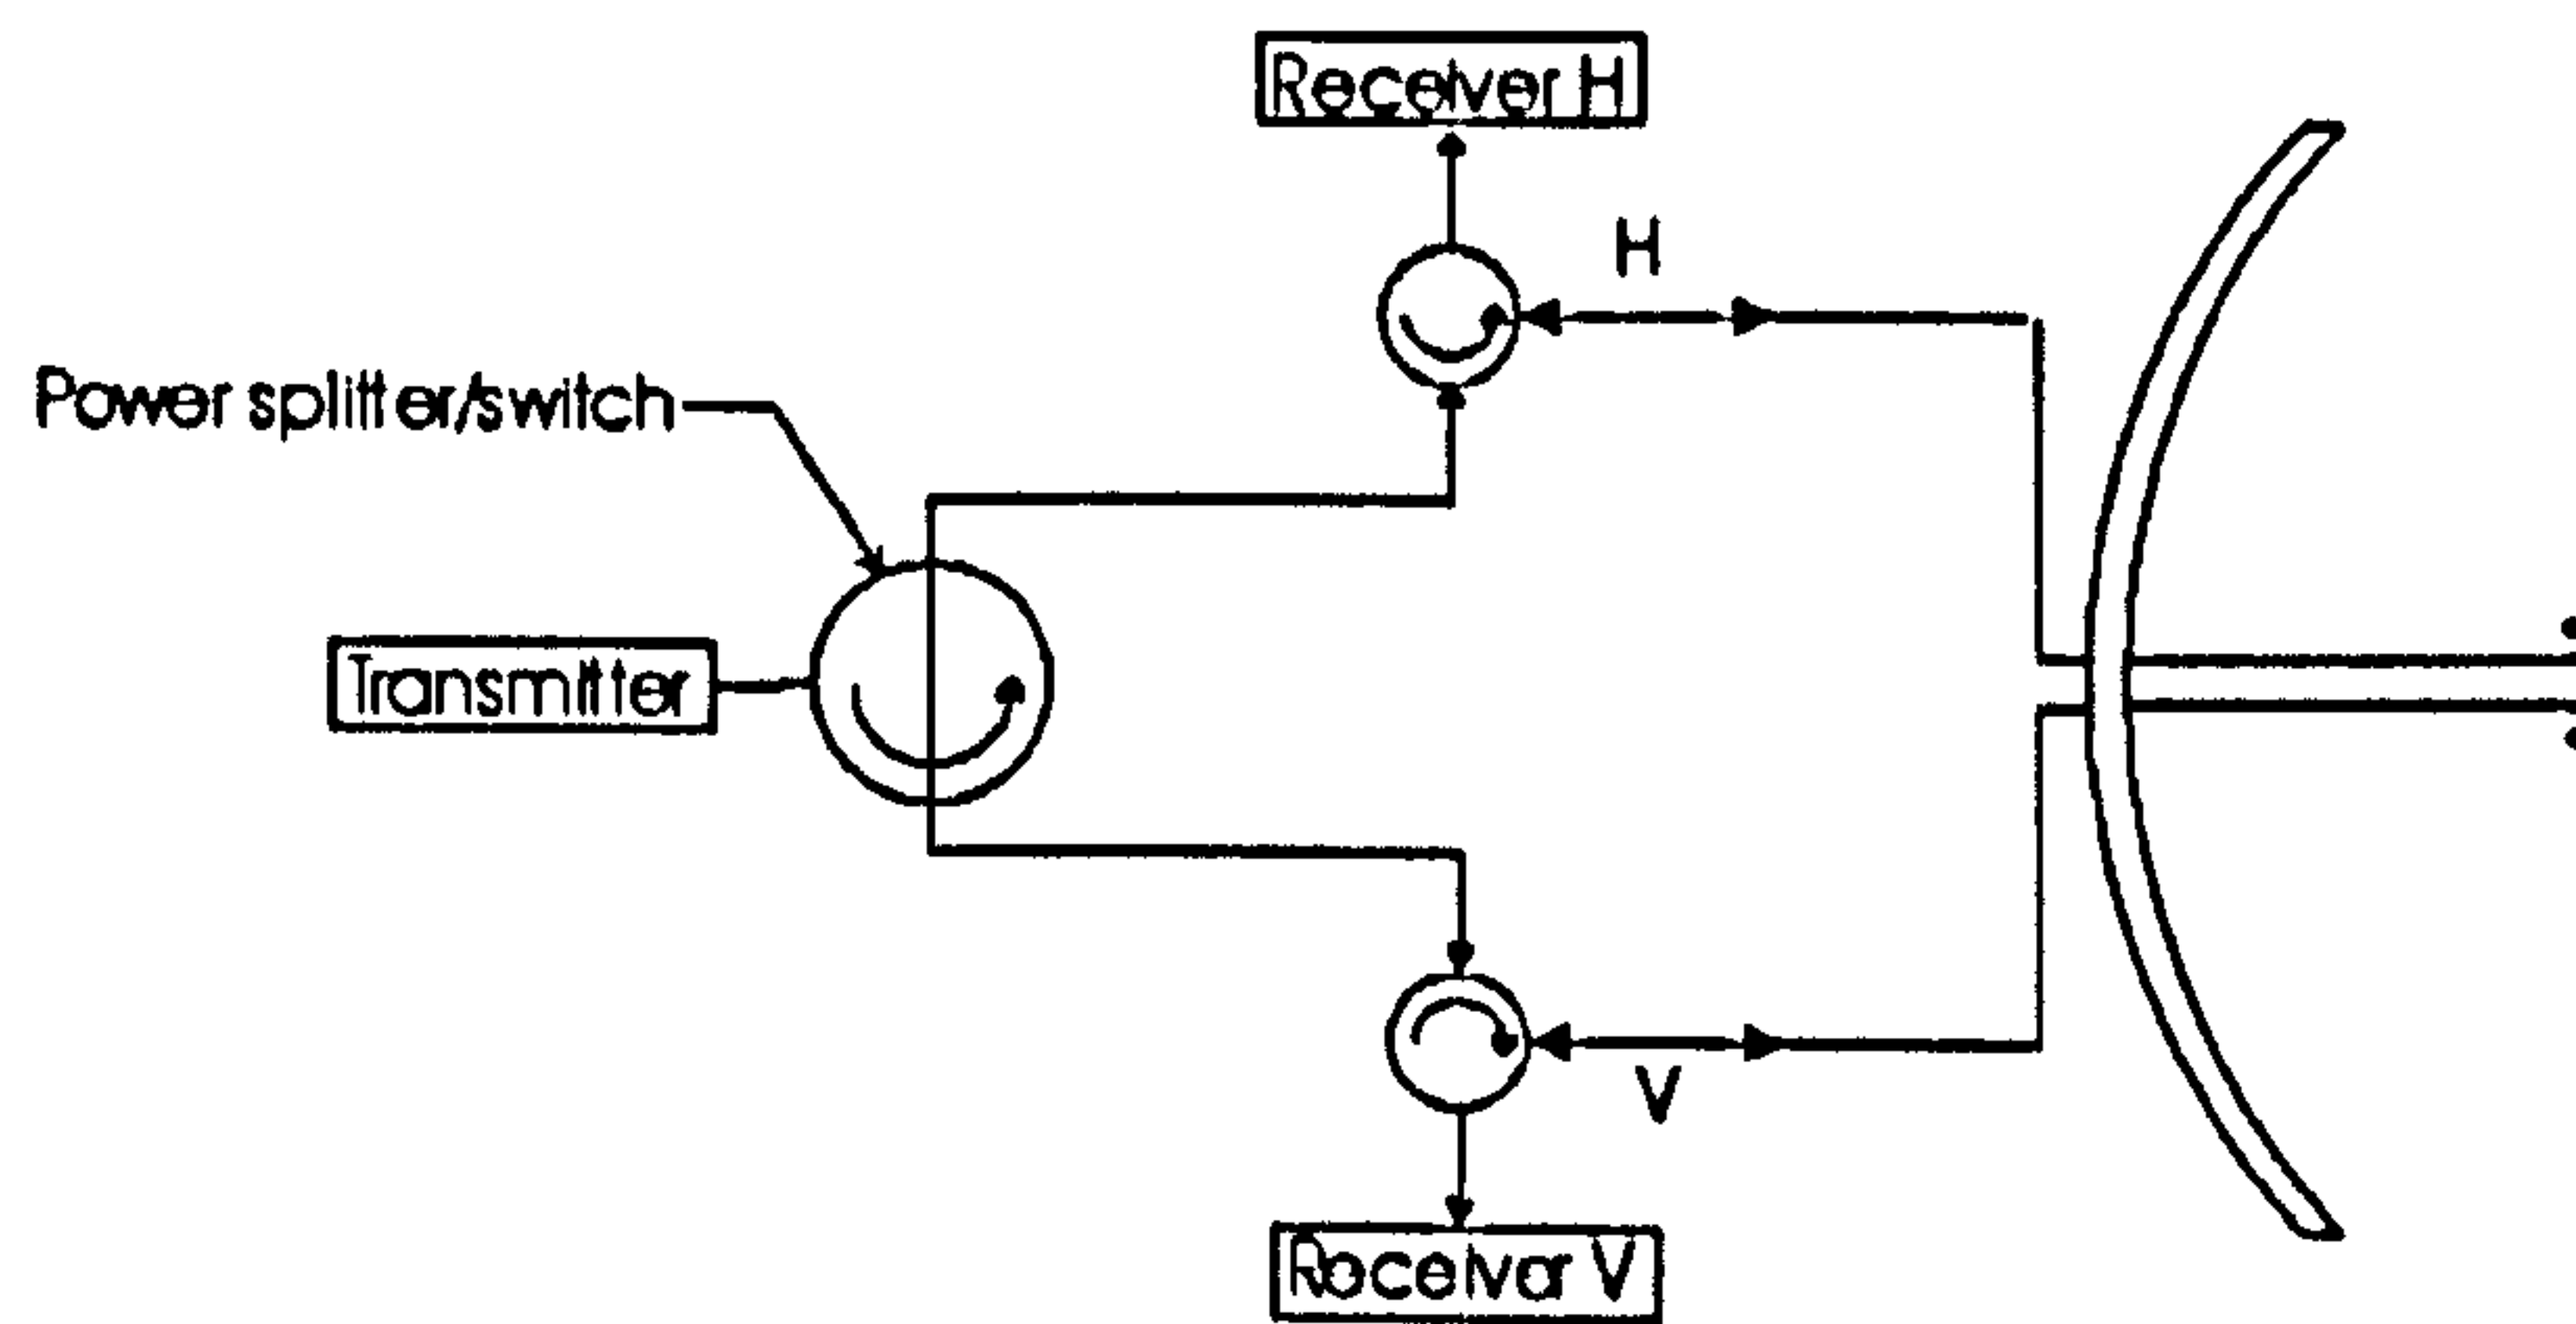 Receiver H
H
Power splitter/switch
Transmitter
V
Receiver V